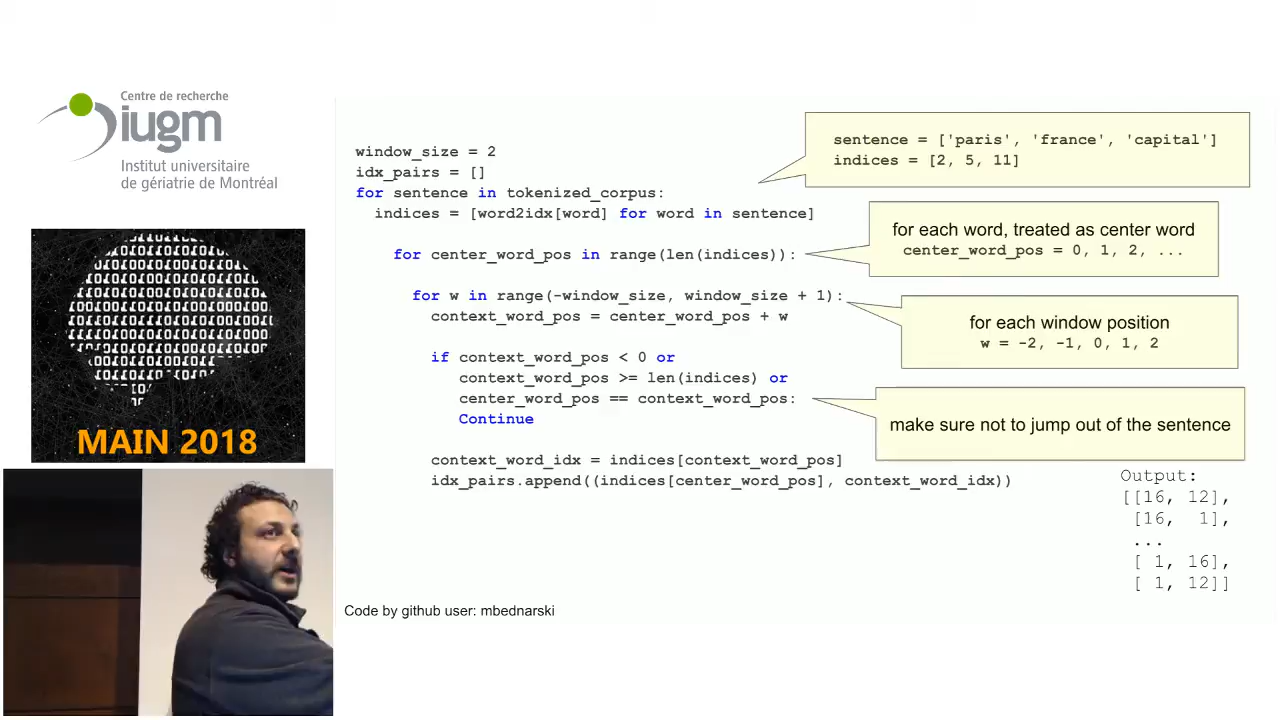 Centre de recherche
iugm
Institut universitaire
de gériatrie de Montréal
MAIN 2018
window_size = 2
idx_pairs = []
for sentence in tokenized_corpus:
indices = [word2idx[word] for word in sentence]
for center_word_pos in range(len(indices)):
for w in range(-window_size, window_size + 1):
context_word_pos = center_word_pos + w
if context_word_pos < 0 or
context_word_pos >= len(indices) or
center_word_pos == context_word_pos:
Continue
context_word_idx = indices[context_word_pos]
idx_pairs.append((indices[center_word_pos], context_word_idx))
sentence = ['paris', 'france', 'capital']
indices = [2, 5, 11]
for each word, treated as center word
center_word_pos = 0, 1, 2, ...
for each window position
w = -2, -1, 0, 1, 2
make sure not to jump out of the sentence
Output:
[[16, 12],
[16, 1],
...
[ 1, 16],
[ 1, 12]]
Code by github user: mbednarski